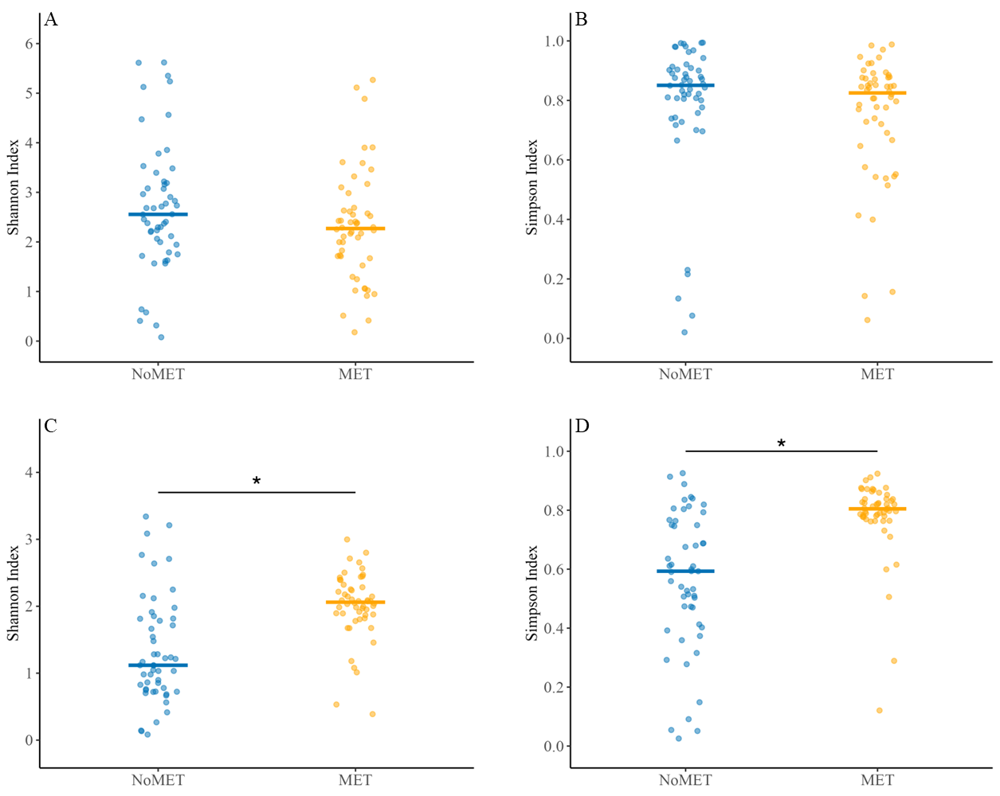 A
Shannon Index
6
5
4
3
2
1
0
NoMET
MET
B
Simpson Index
1.0
0.8
0.6
0.4
0.2
0.0
NoMET
MET
C
Shannon Index
4
3
2
1
0
*
NoMET
MET
D
Simpson Index
1.0
0.8
0.6
0.4
0.2
0.0
*
NoMET
MET